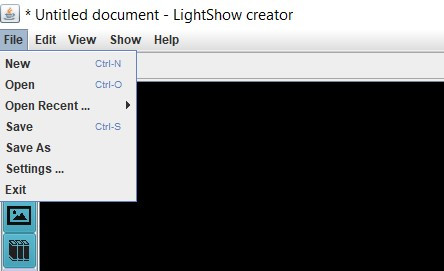 * Untitled document - LightShow creator
File Edit View Show Help
New Ctrl-N
Open Ctrl-O
Open Recent ...
Save Ctrl-S
Save As
Settings ...
Exit